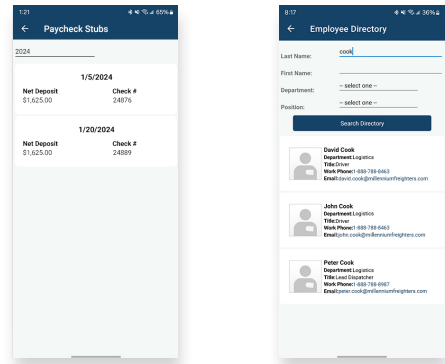 1:21
65%
← Paycheck Stubs
2024
1/5/2024
Net Deposit Check #
$1,625.00 24876
1/20/2024
Net Deposit Check #
$1,625.00 24889
8:17
36%
← Employee Directory
Last Name: cook
First Name:
Department: -- select one --
Position: -- select one --
Search Directory
David Cook
Department:Logistics
Title:Driver
Work Phone:1-888-788-8463
Email:david.cook@millenniumfreighters.com
John Cook
Department:Logistics
Title:Driver
Work Phone:1-888-788-8463
Email:john.cook@millenniumfreighters.com
Peter Cook
Department:Logistics
Title:Lead Dispatcher
Work Phone:1-888-788-8987
Email:peter.cook@millenniumfreighters.com